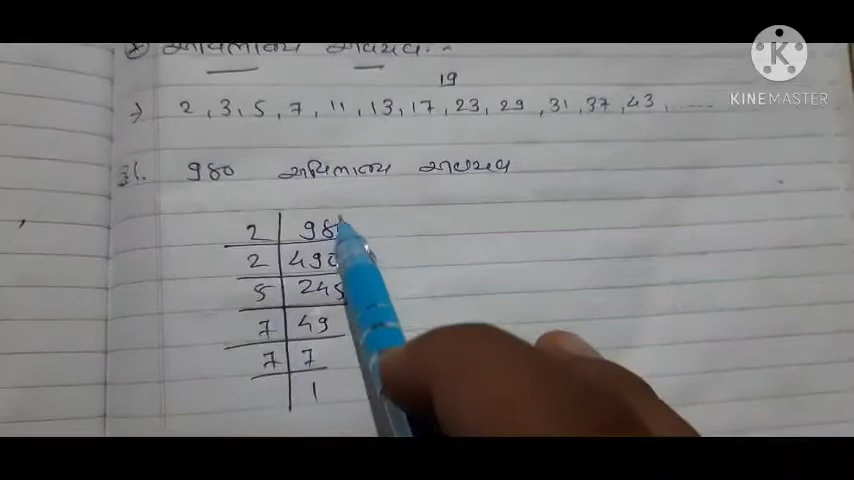 અવિભાજ્ય અવયવ :-
19
→ 2, 3, 5, 7, 11, 13, 17, 23, 29, 31, 37, 43, ......
ઉદા. 980 અવિભાજ્ય અવયવ
2 | 980
2 | 490
5 | 245
7 | 49
7 | 7
1
KINEMASTER